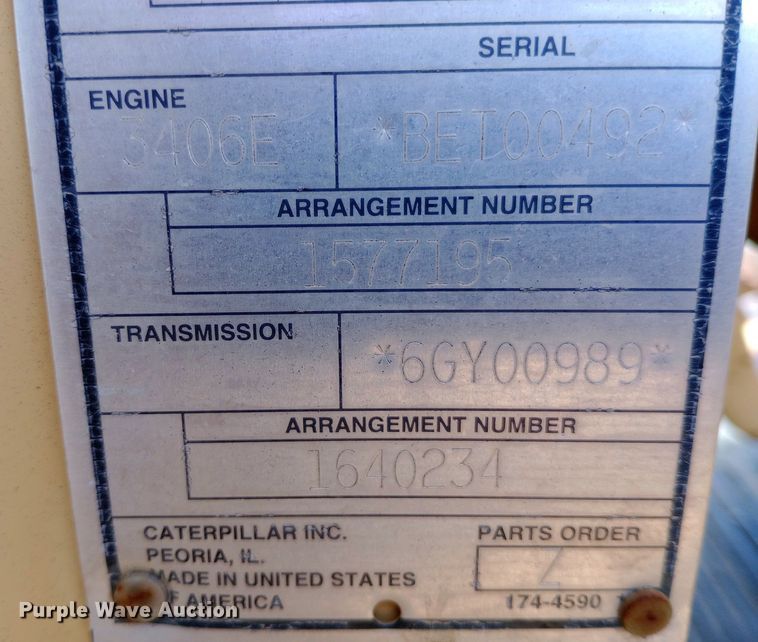 SERIAL
ENGINE
3406E *BET00492*
ARRANGEMENT NUMBER
1577195
TRANSMISSION
*6GY00989*
ARRANGEMENT NUMBER
1640234
CATERPILLAR INC. PARTS ORDER
PEORIA, IL.
MADE IN UNITED STATES
OF AMERICA 174-4590
Purple Wave Auction